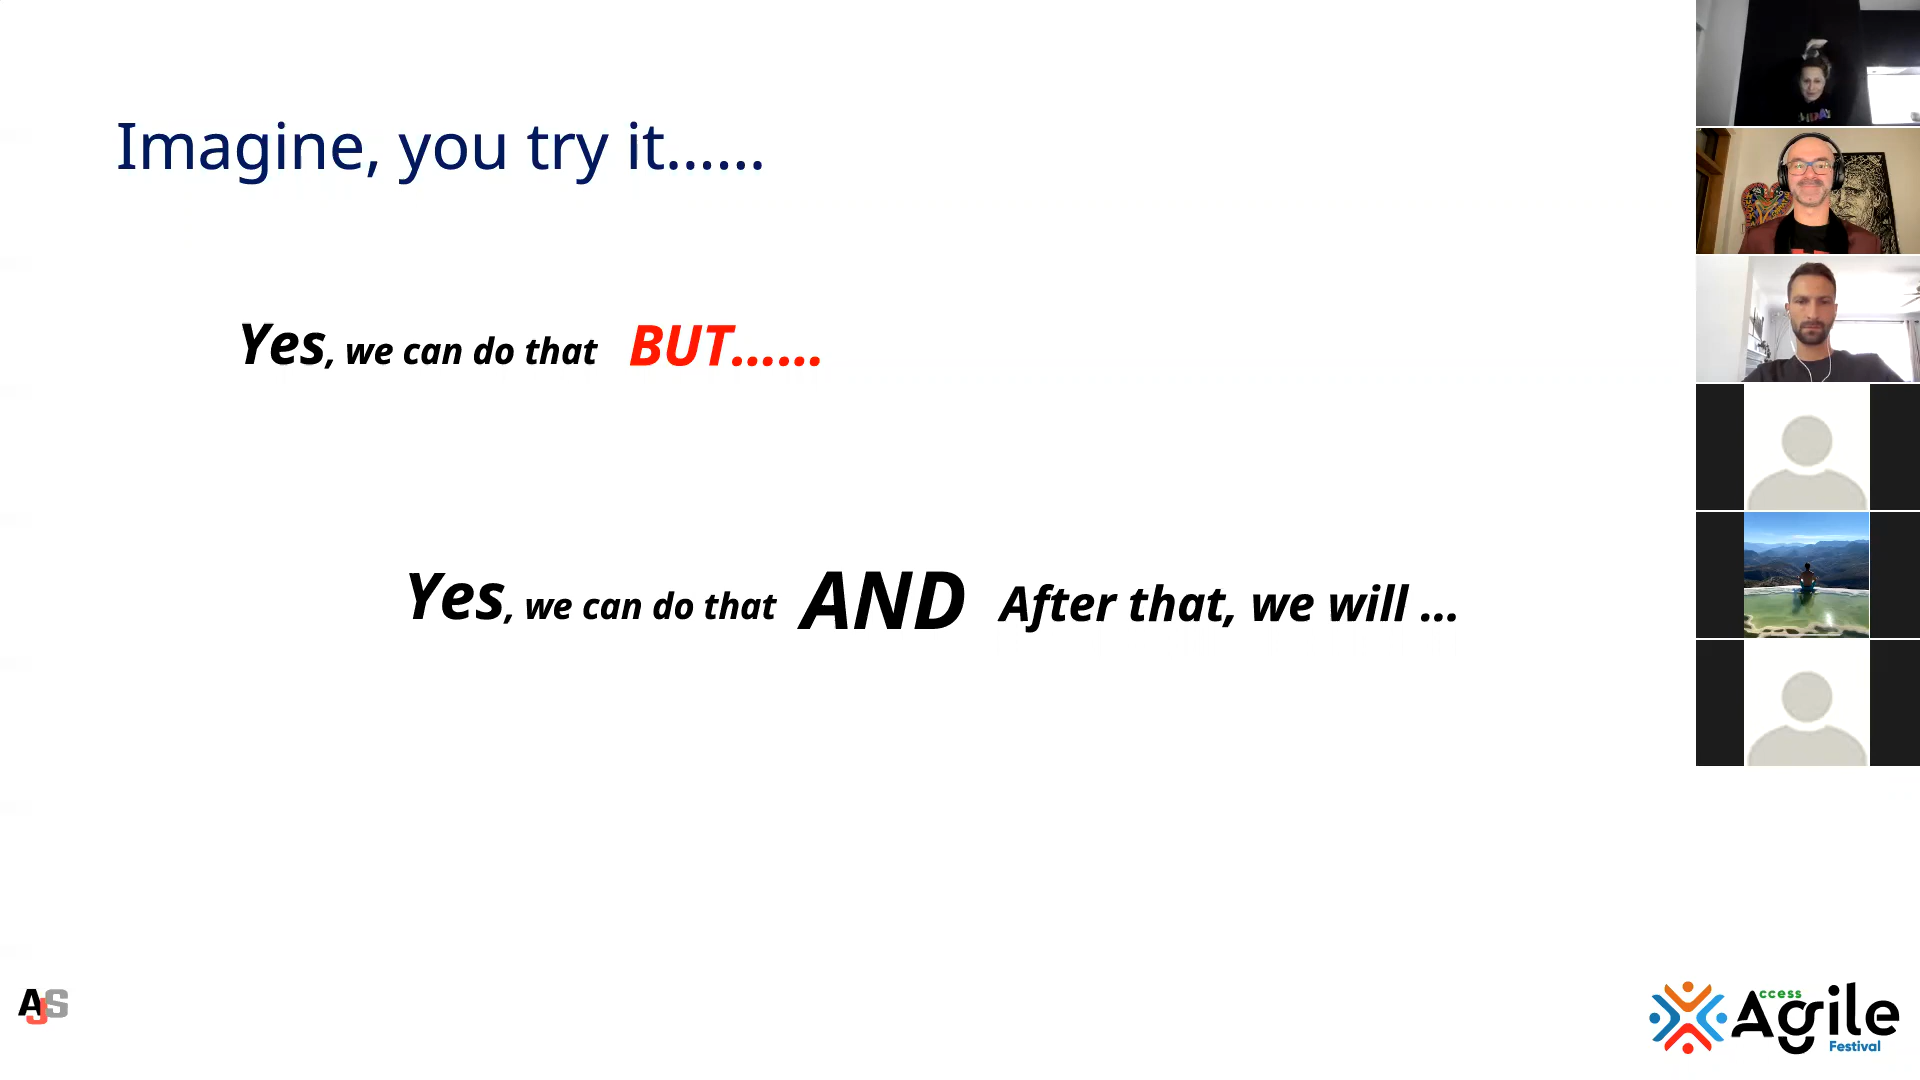 Imagine, you try it......
Yes, we can do that BUT......
Yes, we can do that AND After that, we will ...
AJS
Access Agile
Festival